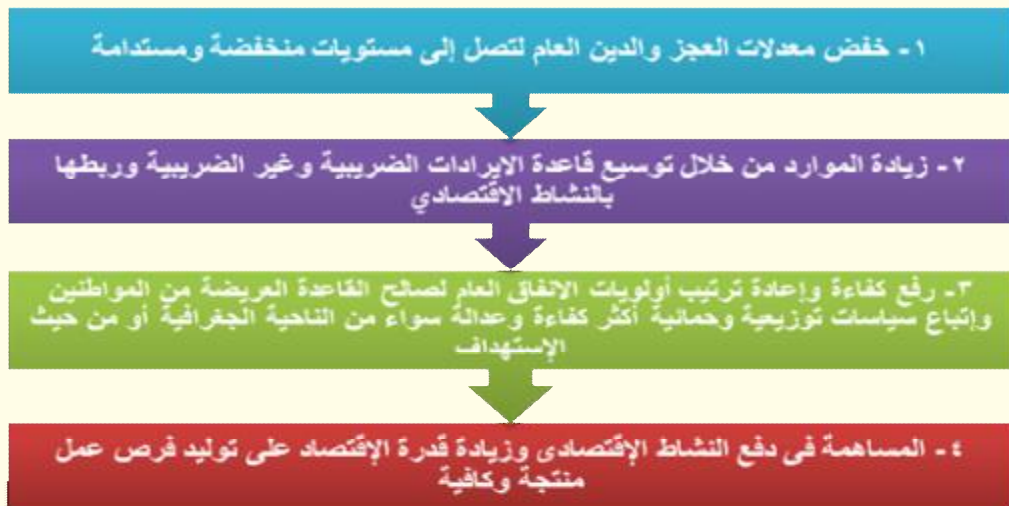 ١- خفض معدلات العجز والدين العام لتصل إلى مستويات منخفضة ومستدامة
٢- زيادة الموارد من خلال توسيع قاعدة الايرادات الضريبية وغير الضريبية وربطها
بالنشاط الاقتصادي
٣- رفع كفاءة وإعادة ترتيب أولويات الانفاق العام لصالح القاعدة العريضة من المواطنين
وإتباع سياسات توزيعية وحمائية أكثر كفاءة وعدالة سواء من الناحية الجغرافية أو من حيث
الإستهداف
٤- المساهمة فى دفع النشاط الإقتصادى وزيادة قدرة الإقتصاد على توليد فرص عمل
منتجة وكافية